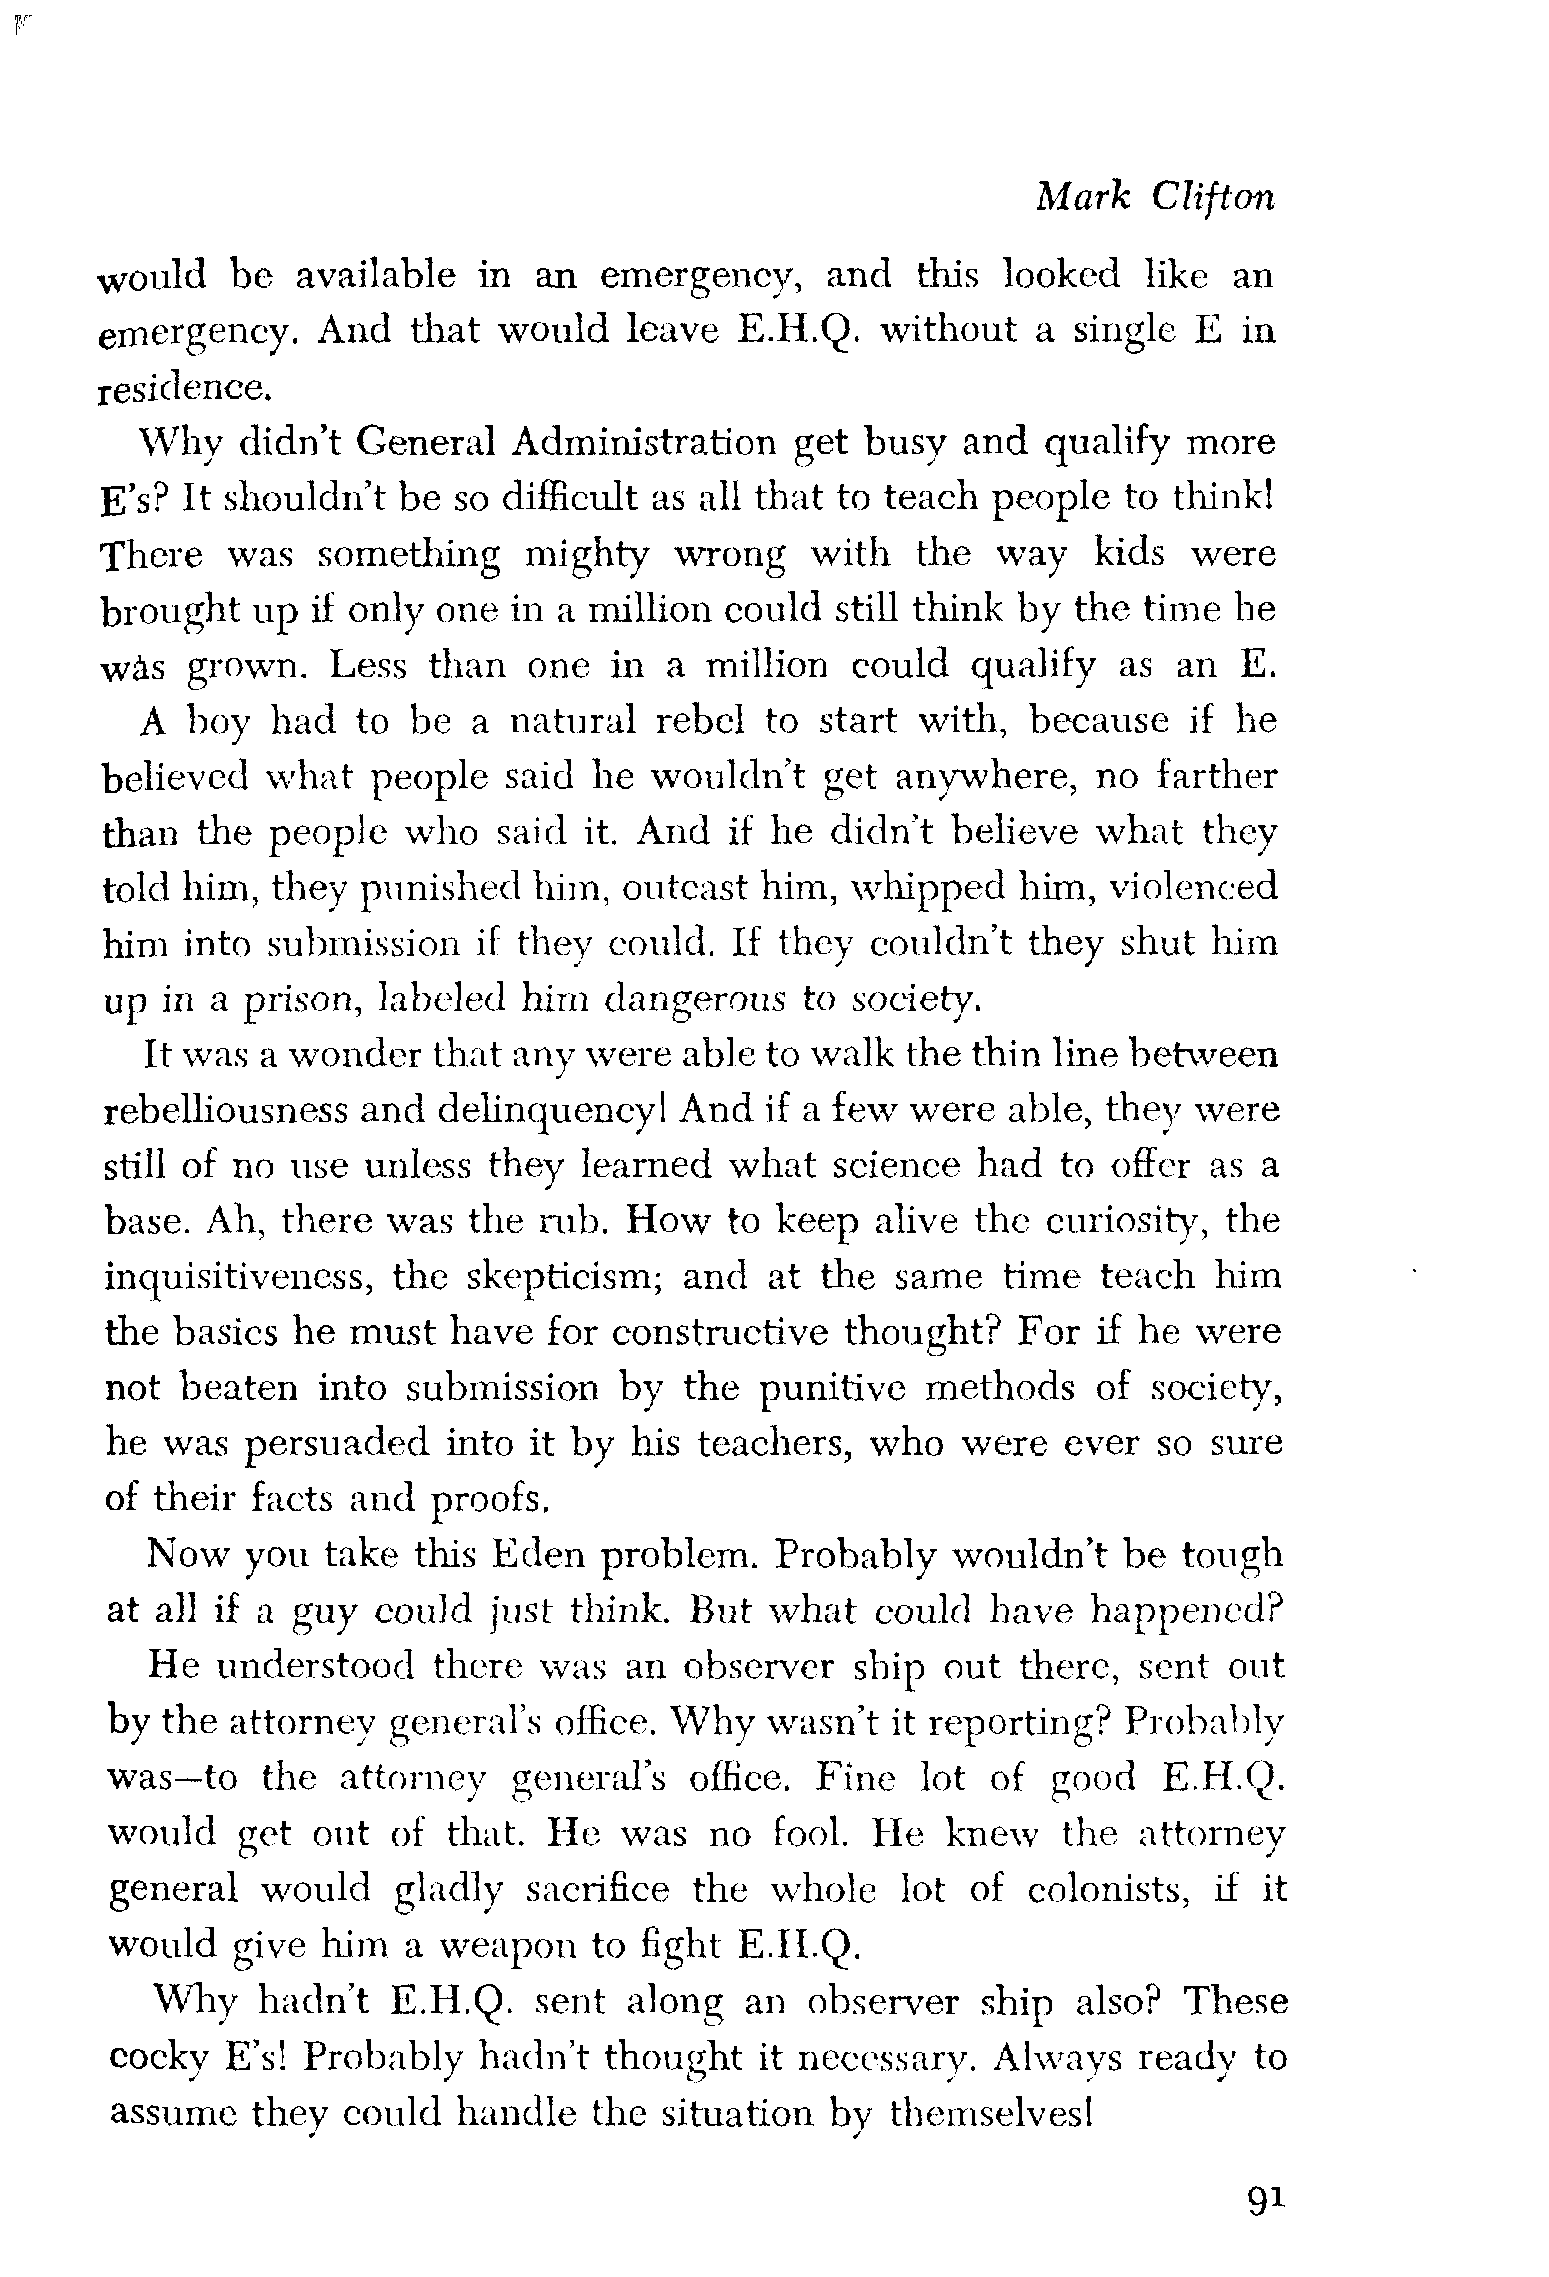 Mark Clifton
would be available in an emergency, and this looked like an
emergency. And that would leave E.H.Q. without a single E in
residence.
Why didn't General Administration get busy and qualify more
E's? It shouldn't be so difficult as all that to teach people to think!
There was something mighty wrong with the way kids were
brought up if only one in a million could still think by the time he
was grown. Less than one in a million could qualify as an E.
A boy had to be a natural rebel to start with, because if he
believed what people said he wouldn't get anywhere, no farther
than the people who said it. And if he didn't believe what they
told him, they punished him, outcast him, whipped him, violenced
him into submission if they could. If they couldn't they shut him
up in a prison, labeled him dangerous to society.
It was a wonder that any were able to walk the thin line between
rebelliousness and delinquency! And if a few were able, they were
still of no use unless they learned what science had to offer as a
base. Ah, there was the rub. How to keep alive the curiosity, the
inquisitiveness, the skepticism; and at the same time teach him
the basics he must have for constructive thought? For if he were
not beaten into submission by the punitive methods of society,
he was persuaded into it by his teachers, who were ever so sure
of their facts and proofs.
Now you take this Eden problem. Probably wouldn't be tough
at all if a guy could just think. But what could have happened?
He understood there was an observer ship out there, sent out
by the attorney general's office. Why wasn't it reporting? Probably
was—to the attorney general's office. Fine lot of good E.H.Q.
would get out of that. He was no fool. He knew the attorney
general would gladly sacrifice the whole lot of colonists, if it
would give him a weapon to fight E.H.Q.
Why hadn't E.H.Q. sent along an observer ship also? These
cocky E's! Probably hadn't thought it necessary. Always ready to
assume they could handle the situation by themselves!
91